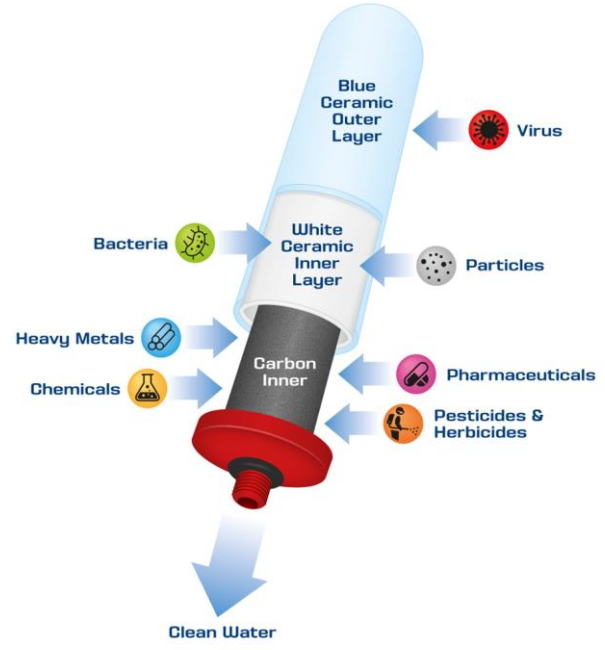 Blue
Ceramic
Outer
Layer
Virus
White
Ceramic
Inner
Layer
Bacteria
Particles
Heavy Metals
Carbon
Inner
Chemicals
Pharmaceuticals
Pesticides &
Herbicides
Clean Water